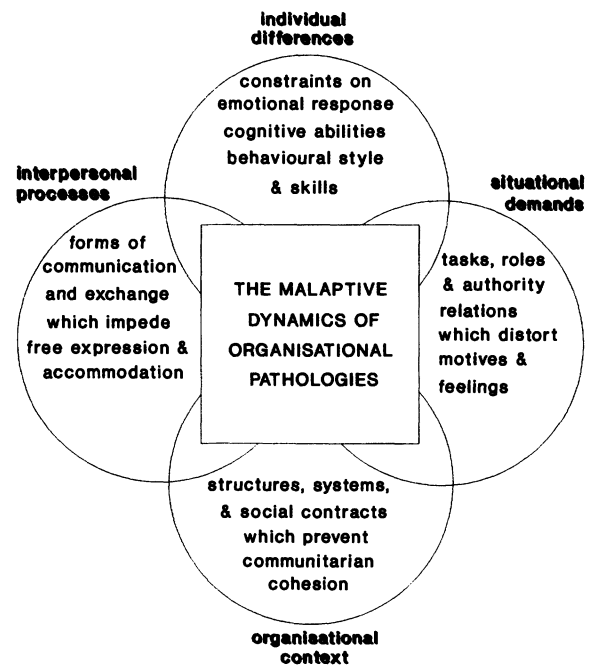 individual
differences
constraints on
emotional response
cognitive abilities
behavioural style
& skills
interpersonal
processes
forms of
communication
and exchange
which impede
free expression &
accommodation
situational
demands
tasks, roles
& authority
relations
which distort
motives &
feelings
THE MALAPTIVE
DYNAMICS OF
ORGANISATIONAL
PATHOLOGIES
structures, systems,
& social contracts
which prevent
communitarian
cohesion
organisational
context